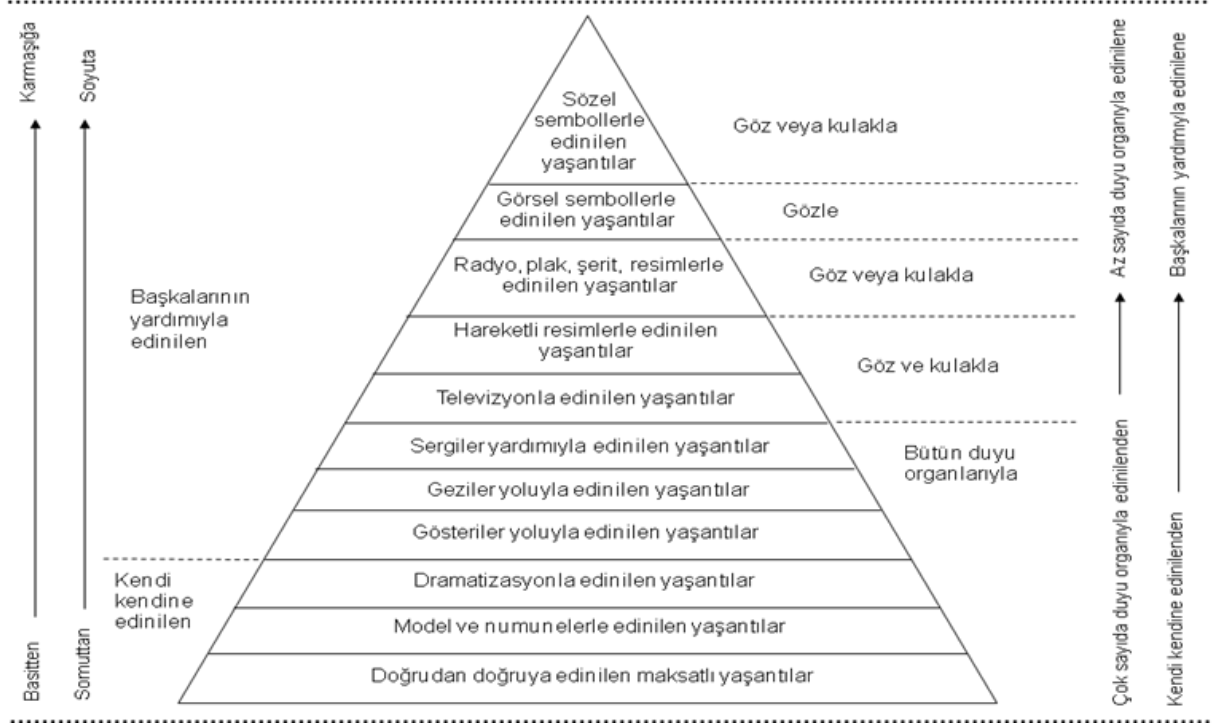 Karmaşığa
Basitten
Soyuta
Somuttan
Başkalarının
yardımıyla
edinilen
Kendi
kendine
edinilen
Sözel
sembollerle
edinilen
yaşantılar
Görsel sembollerle
edinilen yaşantılar
Radyo, plak, şerit, resimlerle
edinilen yaşantılar
Hareketli resimlerle edinilen
yaşantılar
Televizyonla edinilen yaşantılar
Sergiler yardımıyla edinilen yaşantılar
Geziler yoluyla edinilen yaşantılar
Gösteriler yoluyla edinilen yaşantılar
Dramatizasyonla edinilen yaşantılar
Model ve numunelerle edinilen yaşantılar
Doğrudan doğruya edinilen maksatlı yaşantılar
Göz veya kulakla
Gözle
Göz veya kulakla
Göz ve kulakla
Bütün duyu
organlarıyla
Az sayıda duyu organıyla edinilene
Çok sayıda duyu organıyla edinilenden
Başkalarının yardımıyla edinilene
Kendi kendine edinilenden